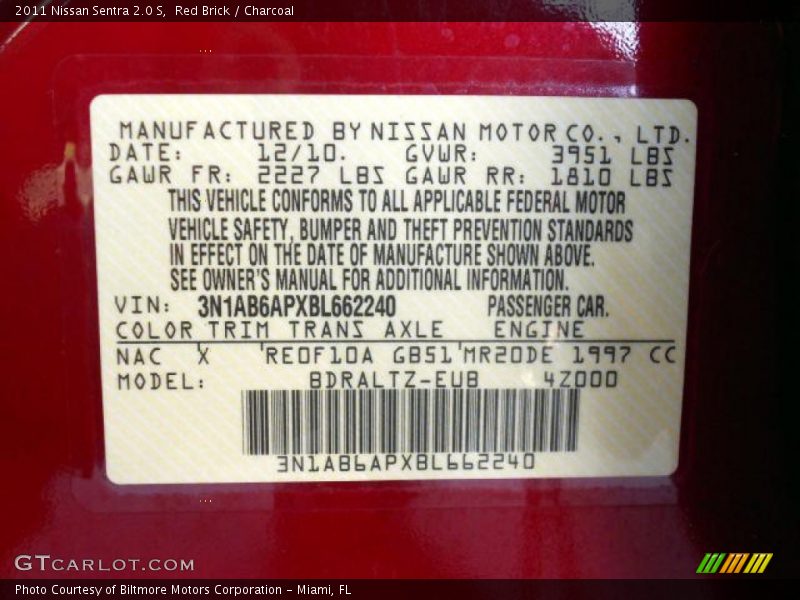 2011 Nissan Sentra 2.0 S,  Red Brick / Charcoal
MANUFACTURED BY NISSAN MOTOR CO., LTD.
DATE: 12/10. GVWR: 3951 LBS
GAWR FR: 2227 LBS GAWR RR: 1810 LBS
THIS VEHICLE CONFORMS TO ALL APPLICABLE FEDERAL MOTOR
VEHICLE SAFETY, BUMPER AND THEFT PREVENTION STANDARDS
IN EFFECT ON THE DATE OF MANUFACTURE SHOWN ABOVE.
SEE OWNER'S MANUAL FOR ADDITIONAL INFORMATION.
VIN: 3N1AB6APXBL662240 PASSENGER CAR.
COLOR TRIM TRANS AXLE ENGINE
NAC X 'RE0F10A GB51'MR20DE 1997 CC
MODEL: BDRALTZ-EUB 4Z000
3N1AB6APXBL662240
GTCARLOT.COM
Photo Courtesy of Biltmore Motors Corporation - Miami, FL